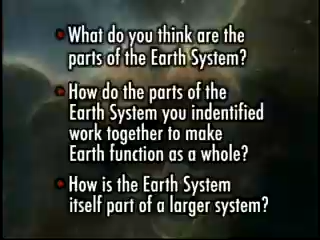 • What do you think are the
parts of the Earth System?
• How do the parts of the
Earth System you indentified
work together to make
Earth function as a whole?
• How is the Earth System
itself part of a larger system?